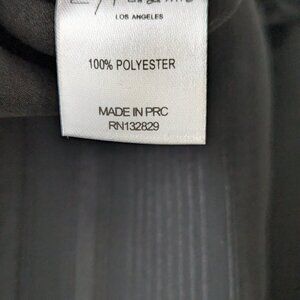 LOS ANGELES
100% POLYESTER
MADE IN PRC
RN132829